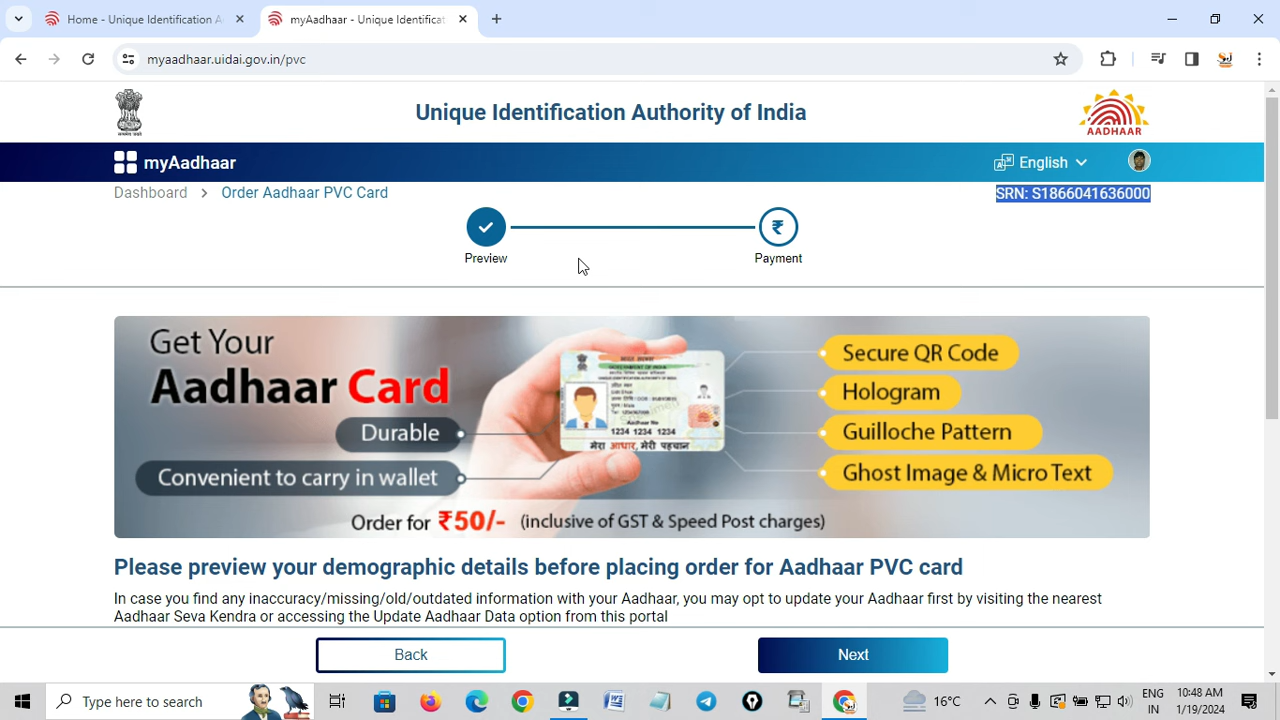 Home - Unique Identification A
myAadhaar - Unique Identificat
myaadhaar.uidai.gov.in/pvc
Unique Identification Authority of India
AADHAAR
myAadhaar
English
Dashboard > Order Aadhaar PVC Card
SRN: S1866041636000
Preview
₹
Payment
Get Your
Aadhaar Card
Durable
Convenient to carry in wallet
1234 1234 1234
मेरा आधार, मेरी पहचान
Secure QR Code
Hologram
Guilloche Pattern
Ghost Image & Micro Text
Order for ₹50/- (inclusive of GST & Speed Post charges)
Please preview your demographic details before placing order for Aadhaar PVC card
In case you find any inaccuracy/missing/old/outdated information with your Aadhaar, you may opt to update your Aadhaar first by visiting the nearest
Aadhaar Seva Kendra or accessing the Update Aadhaar Data option from this portal
Back
Next
Type here to search
16°C
ENG
IN
10:48 AM
1/19/2024